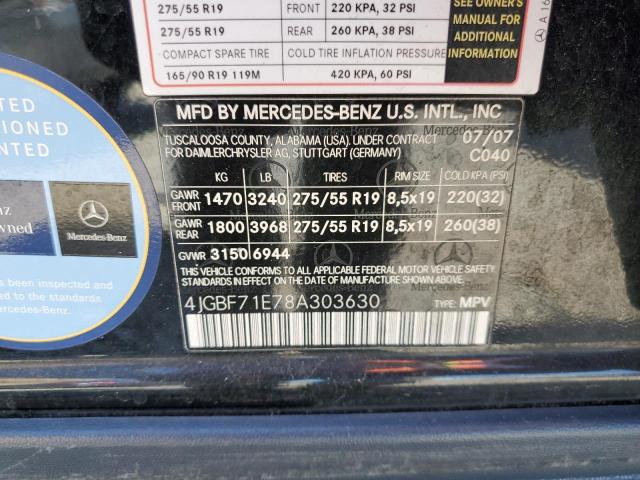 275/55 R19 FRONT 220 KPA, 32 PSI
275/55 R19 REAR 260 KPA, 38 PSI
COMPACT SPARE TIRE COLD TIRE INFLATION PRESSURE
165/90 R19 119M 420 KPA, 60 PSI
SEE OWNER'S
MANUAL FOR
ADDITIONAL
INFORMATION
A 16
MFD BY MERCEDES-BENZ U.S. INTL., INC
TUSCALOOSA COUNTY, ALABAMA (USA). UNDER CONTRACT 07/07
FOR DAIMLERCHRYSLER AG, STUTTGART (GERMANY) C040
KG LB TIRES RIM SIZE COLD KPA (PSI)
GAWR FRONT 1470 3240 275/55 R19 8,5x19 220(32)
GAWR REAR 1800 3968 275/55 R19 8,5x19 260(38)
GVWR 3150 6944
THIS VEHICLE CONFORMS TO ALL APPLICABLE FEDERAL MOTOR VEHICLE SAFETY
STANDARDS IN EFFECT ON THE DATE OF MANUFACTURE SHOWN ABOVE.
4JGBF71E78A303630 TYPE: MPV
Mercedes-Benz
been inspected and
to the standards